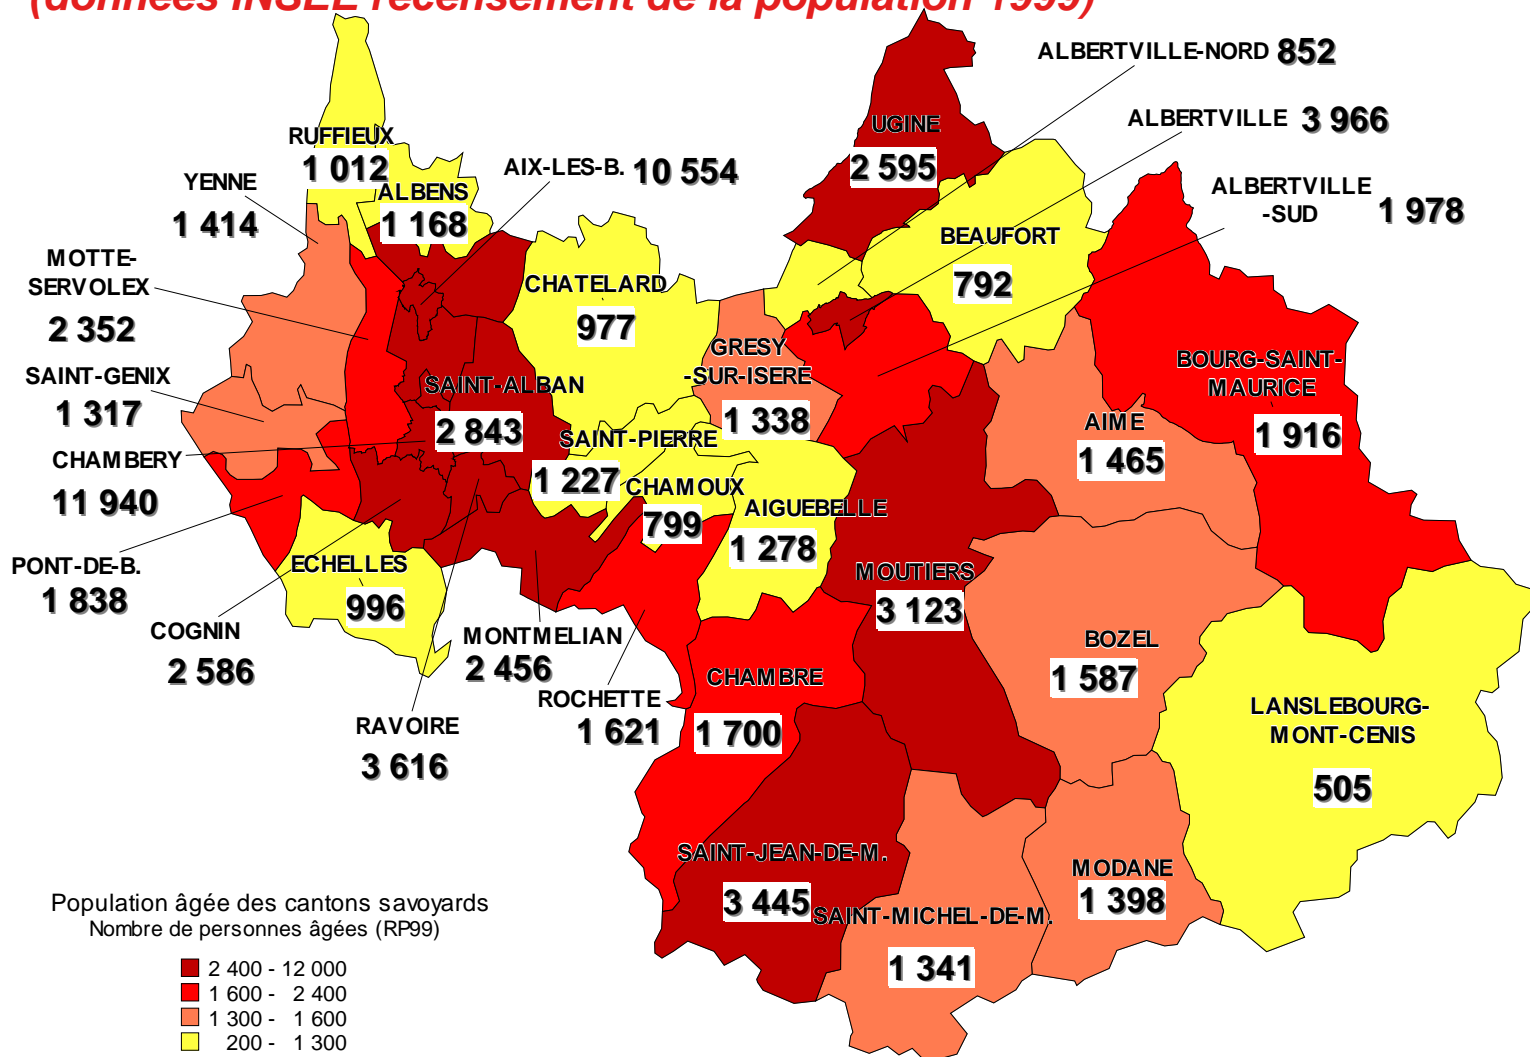 (données INSEE recensement de la population 1999)
ALBERTVILLE-NORD 852
UGINE
2 595
ALBERTVILLE 3 966
RUFFIEUX
1 012
YENNE
1 414
ALBENS
1 168
AIX-LES-B. 10 554
ALBERTVILLE
-SUD 1 978
BEAUFORT
792
MOTTE-
SERVOLEX
2 352
CHATELARD
977
GRESY
-SUR-ISERE
1 338
BOURG-SAINT-
MAURICE
1 916
SAINT-GENIX
1 317
SAINT-ALBAN
2 843
AIME
1 465
SAINT-PIERRE
1 227
CHAMBERY
11 940
CHAMOUX
799
AIGUEBELLE
1 278
PONT-DE-B.
1 838
ECHELLES
996
MOUTIERS
3 123
COGNIN
2 586
MONTMELIAN
2 456
BOZEL
1 587
ROCHETTE
1 621
CHAMBRE
1 700
RAVOIRE
3 616
LANSLEBOURG-
MONT-CENIS
505
SAINT-JEAN-DE-M.
3 445
MODANE
1 398
SAINT-MICHEL-DE-M.
1 341
Population âgée des cantons savoyards
Nombre de personnes âgées (RP99)
2 400 - 12 000
1 600 - 2 400
1 300 - 1 600
200 - 1 300